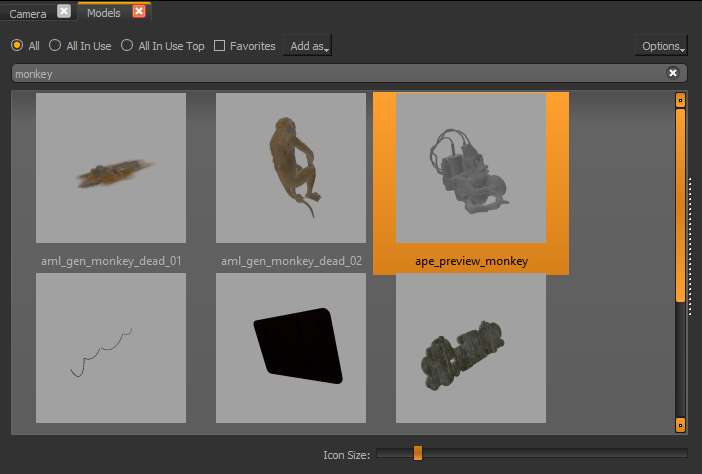 Camera Models
All All In Use All In Use Top Favorites Add as Options
monkey
aml_gen_monkey_dead_01 aml_gen_monkey_dead_02 ape_preview_monkey
Icon Size: